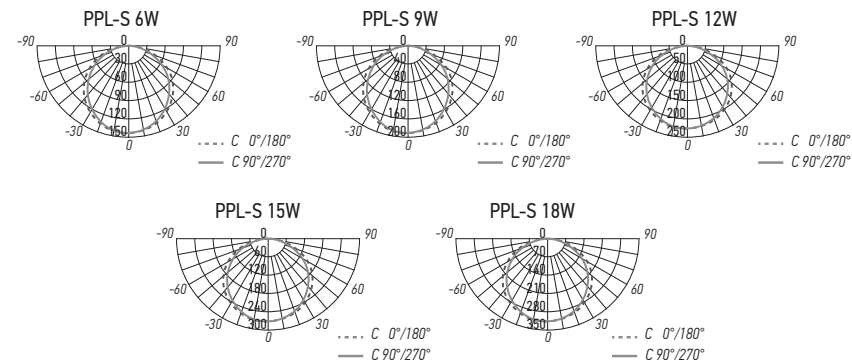 PPL-S 6W
-90 0 90
30
60
90
-60 60
120
-30 150 30
0
C 0°/180°
C 90°/270°
PPL-S 9W
-90 0 90
40
80
120
-60 60
160
-30 200 30
0
C 0°/180°
C 90°/270°
PPL-S 12W
-90 0 90
50
100
150
-60 60
200
-30 250 30
0
C 0°/180°
C 90°/270°
PPL-S 15W
-90 0 90
60
120
180
-60 60
240
-30 300 30
0
C 0°/180°
C 90°/270°
PPL-S 18W
-90 0 90
70
140
210
-60 60
280
-30 350 30
0
C 0°/180°
C 90°/270°